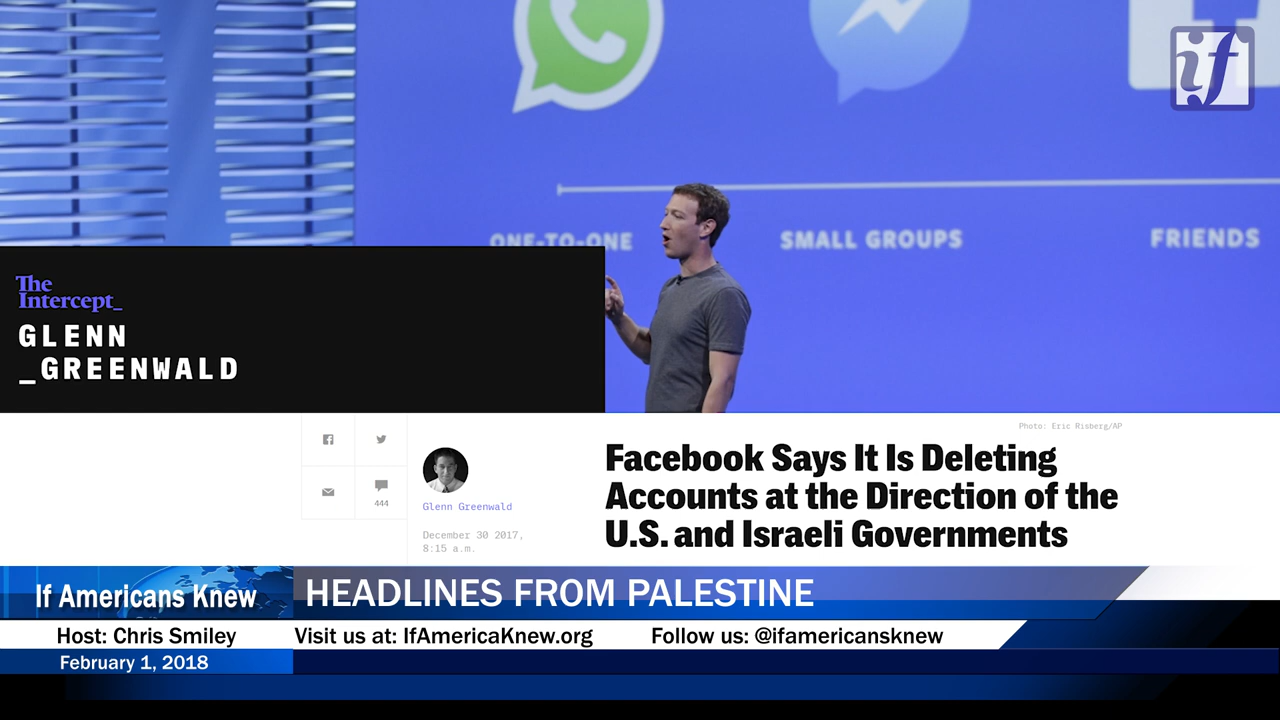 if
ONE-TO-ONE
SMALL GROUPS
FRIENDS
The
Intercept_
GLENN
_GREENWALD
Photo: Eric Risberg/AP
444
Glenn Greenwald
December 30 2017,
8:15 a.m.
Facebook Says It Is Deleting
Accounts at the Direction of the
U.S. and Israeli Governments
If Americans Knew
HEADLINES FROM PALESTINE
Host: Chris Smiley
Visit us at: IfAmericaKnew.org
Follow us: @ifamericansknew
February 1, 2018